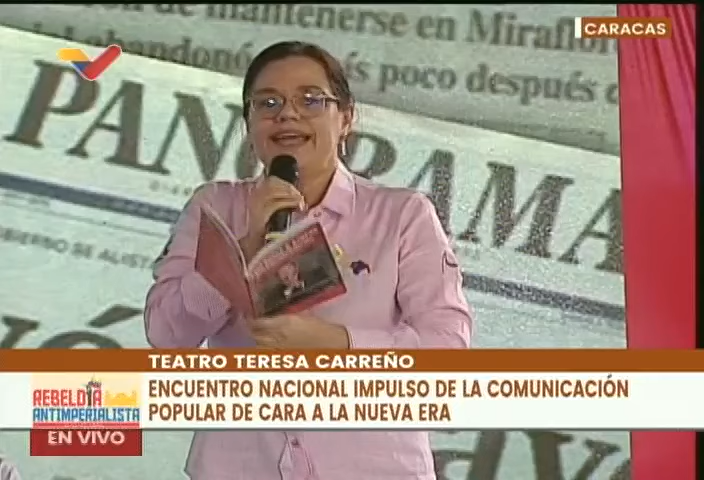 de mantenerse en Miraflo
CARACAS
abandonó
poco después
PANORAMA
TEATRO TERESA CARREÑO
ENCUENTRO NACIONAL IMPULSO DE LA COMUNICACIÓN
POPULAR DE CARA A LA NUEVA ERA
REBELDÍA
ANTIMPERIALISTA
EN VIVO